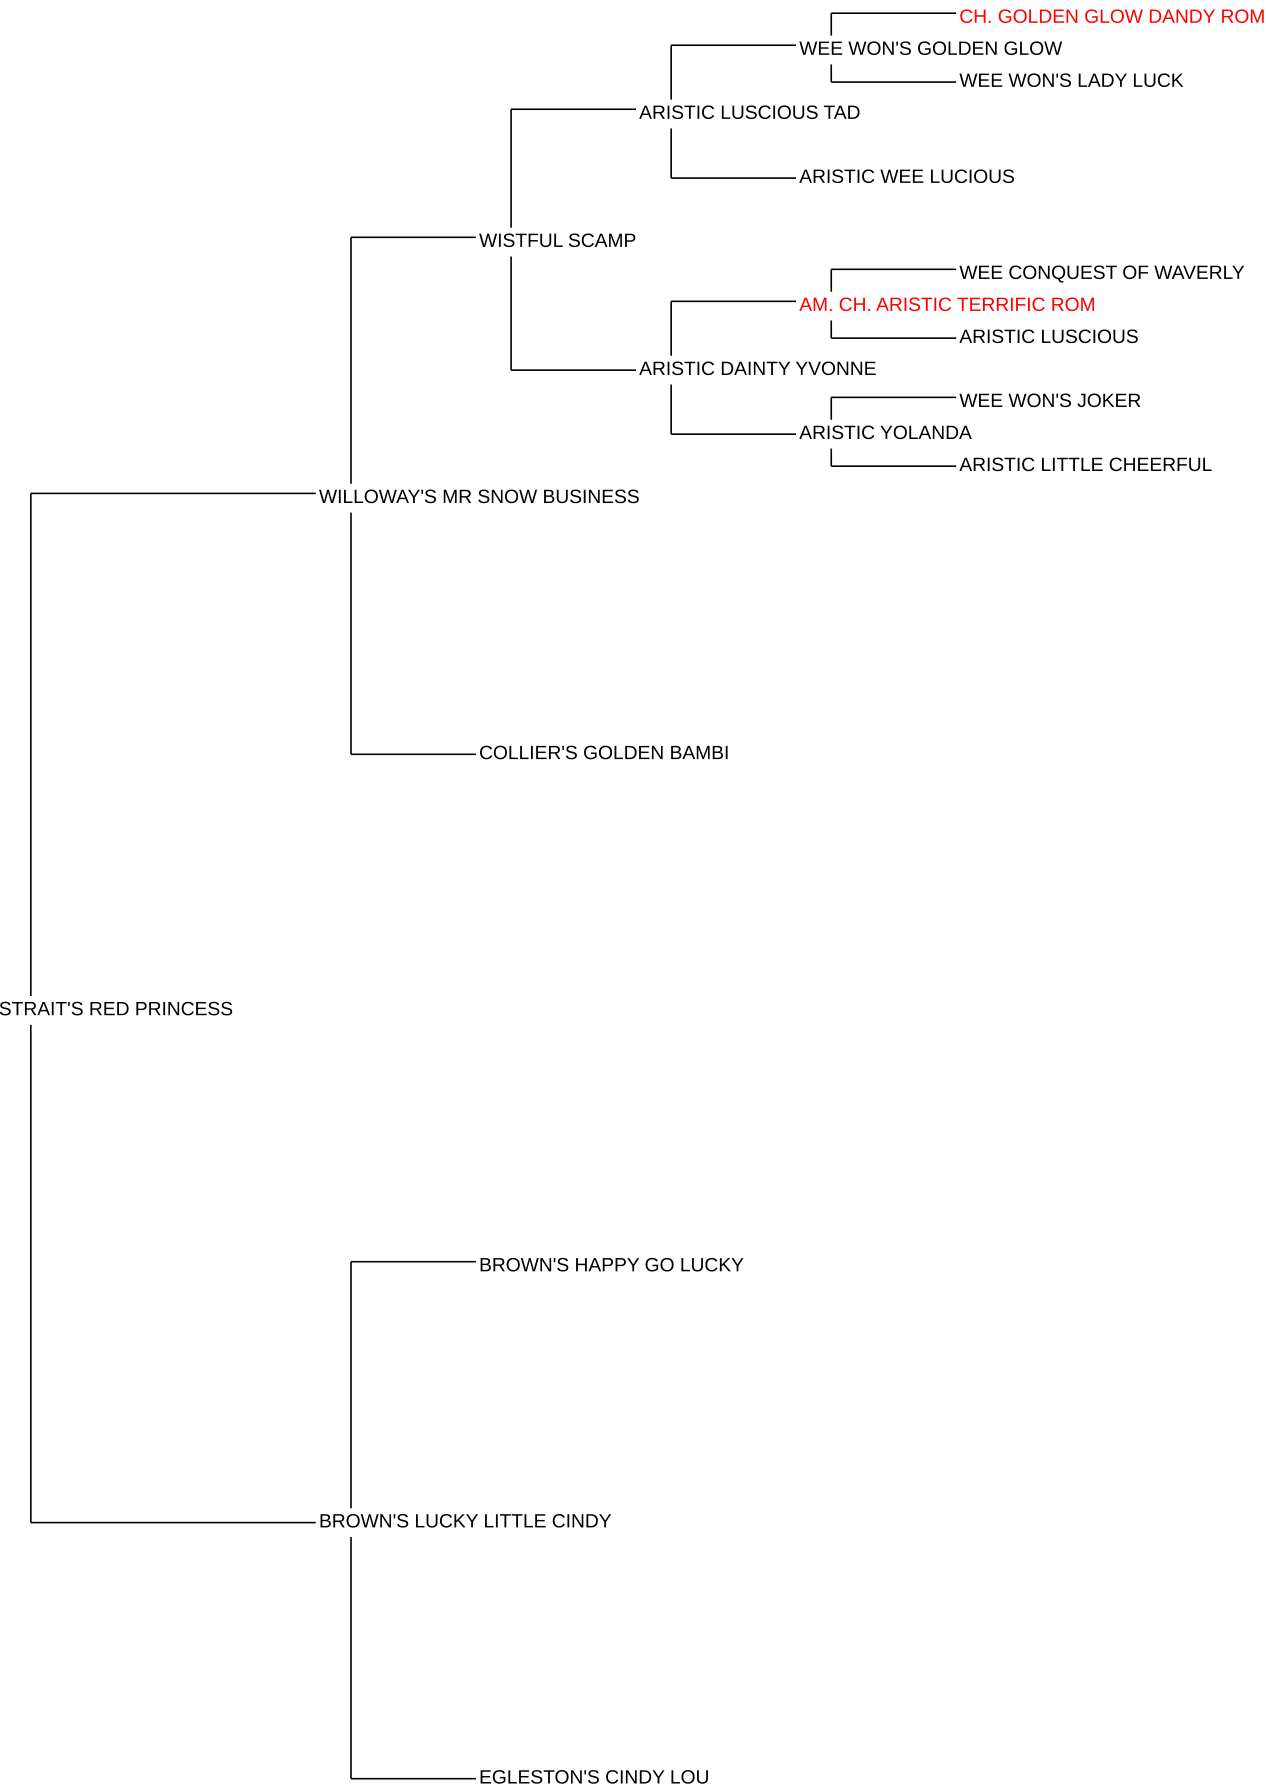 CH. GOLDEN GLOW DANDY ROM
WEE WON'S GOLDEN GLOW
WEE WON'S LADY LUCK
ARISTIC LUSCIOUS TAD
ARISTIC WEE LUCIOUS
WISTFUL SCAMP
WEE CONQUEST OF WAVERLY
AM. CH. ARISTIC TERRIFIC ROM
ARISTIC LUSCIOUS
ARISTIC DAINTY YVONNE
WEE WON'S JOKER
ARISTIC YOLANDA
ARISTIC LITTLE CHEERFUL
WILLOWAY'S MR SNOW BUSINESS
COLLIER'S GOLDEN BAMBI
STRAIT'S RED PRINCESS
BROWN'S HAPPY GO LUCKY
BROWN'S LUCKY LITTLE CINDY
EGLESTON'S CINDY LOU